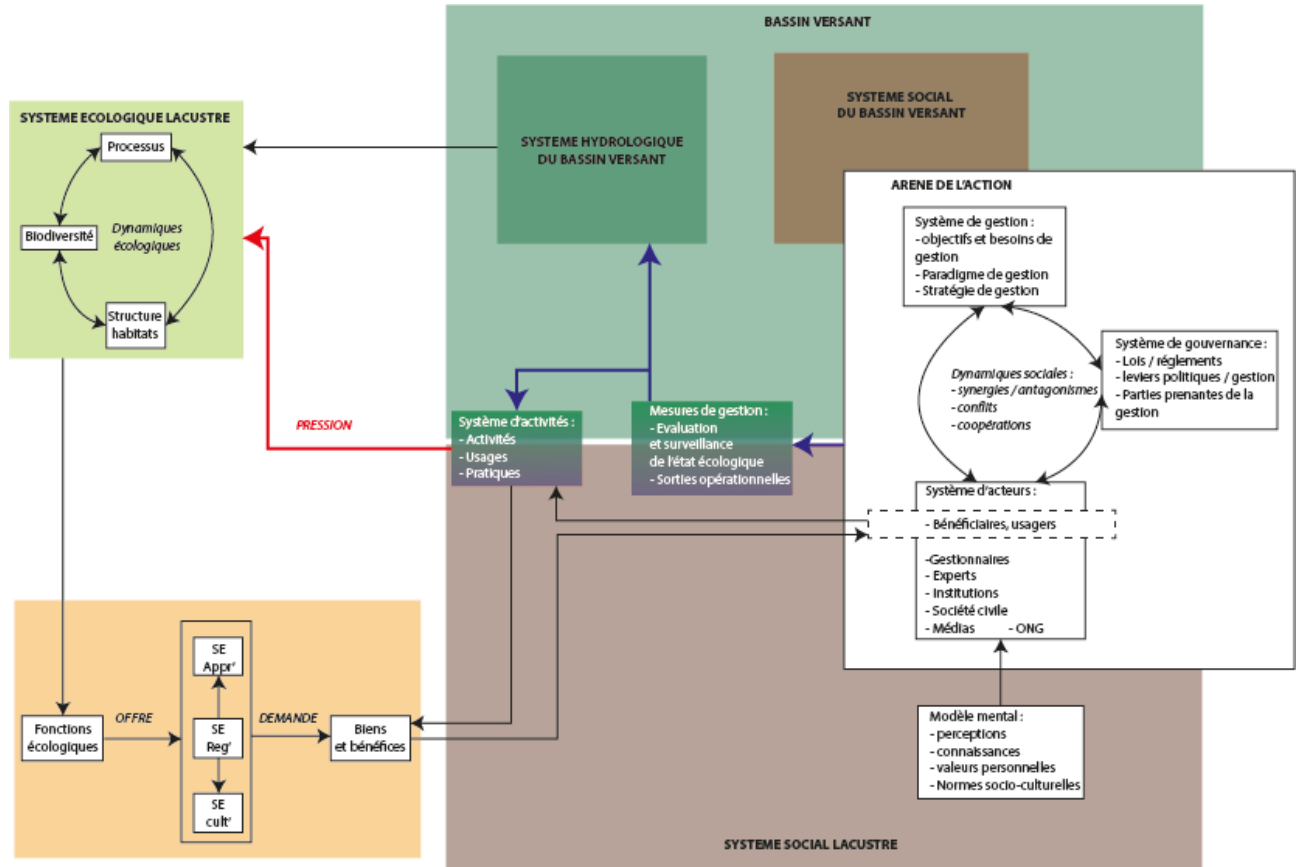 BASSIN VERSANT
SYSTEME ECOLOGIQUE LACUSTRE
Processus
Biodiversité
Dynamiques
écologiques
Structure
habitats
SYSTEME HYDROLOGIQUE
DU BASSIN VERSANT
SYSTEME SOCIAL
DU BASSIN VERSANT
ARENE DE L'ACTION
Système de gestion :
- objectifs et besoins de
gestion
- Paradigme de gestion
- Stratégie de gestion
Système de gouvernance :
- Lois / réglements
- leviers politiques / gestion
- Parties prenantes de la
gestion
Dynamiques sociales :
- synergies / antagonismes
- conflits
- coopérations
PRESSION
Système d'activités :
- Activités
- Usages
- Pratiques
Mesures de gestion :
- Evaluation
et surveillance
de l'état écologique
- Sorties opérationnelles
Système d'acteurs :
- Bénéficiaires, usagers
-Gestionnaires
- Experts
- Institutions
- Société civile
- Médias - ONG
Modèle mental :
- perceptions
- connaissances
- valeurs personnelles
- Normes socio-culturelles
Fonctions
écologiques
OFFRE
SE
Appr'
SE
Reg'
SE
cult'
DEMANDE
Biens
et bénéfices
SYSTEME SOCIAL LACUSTRE